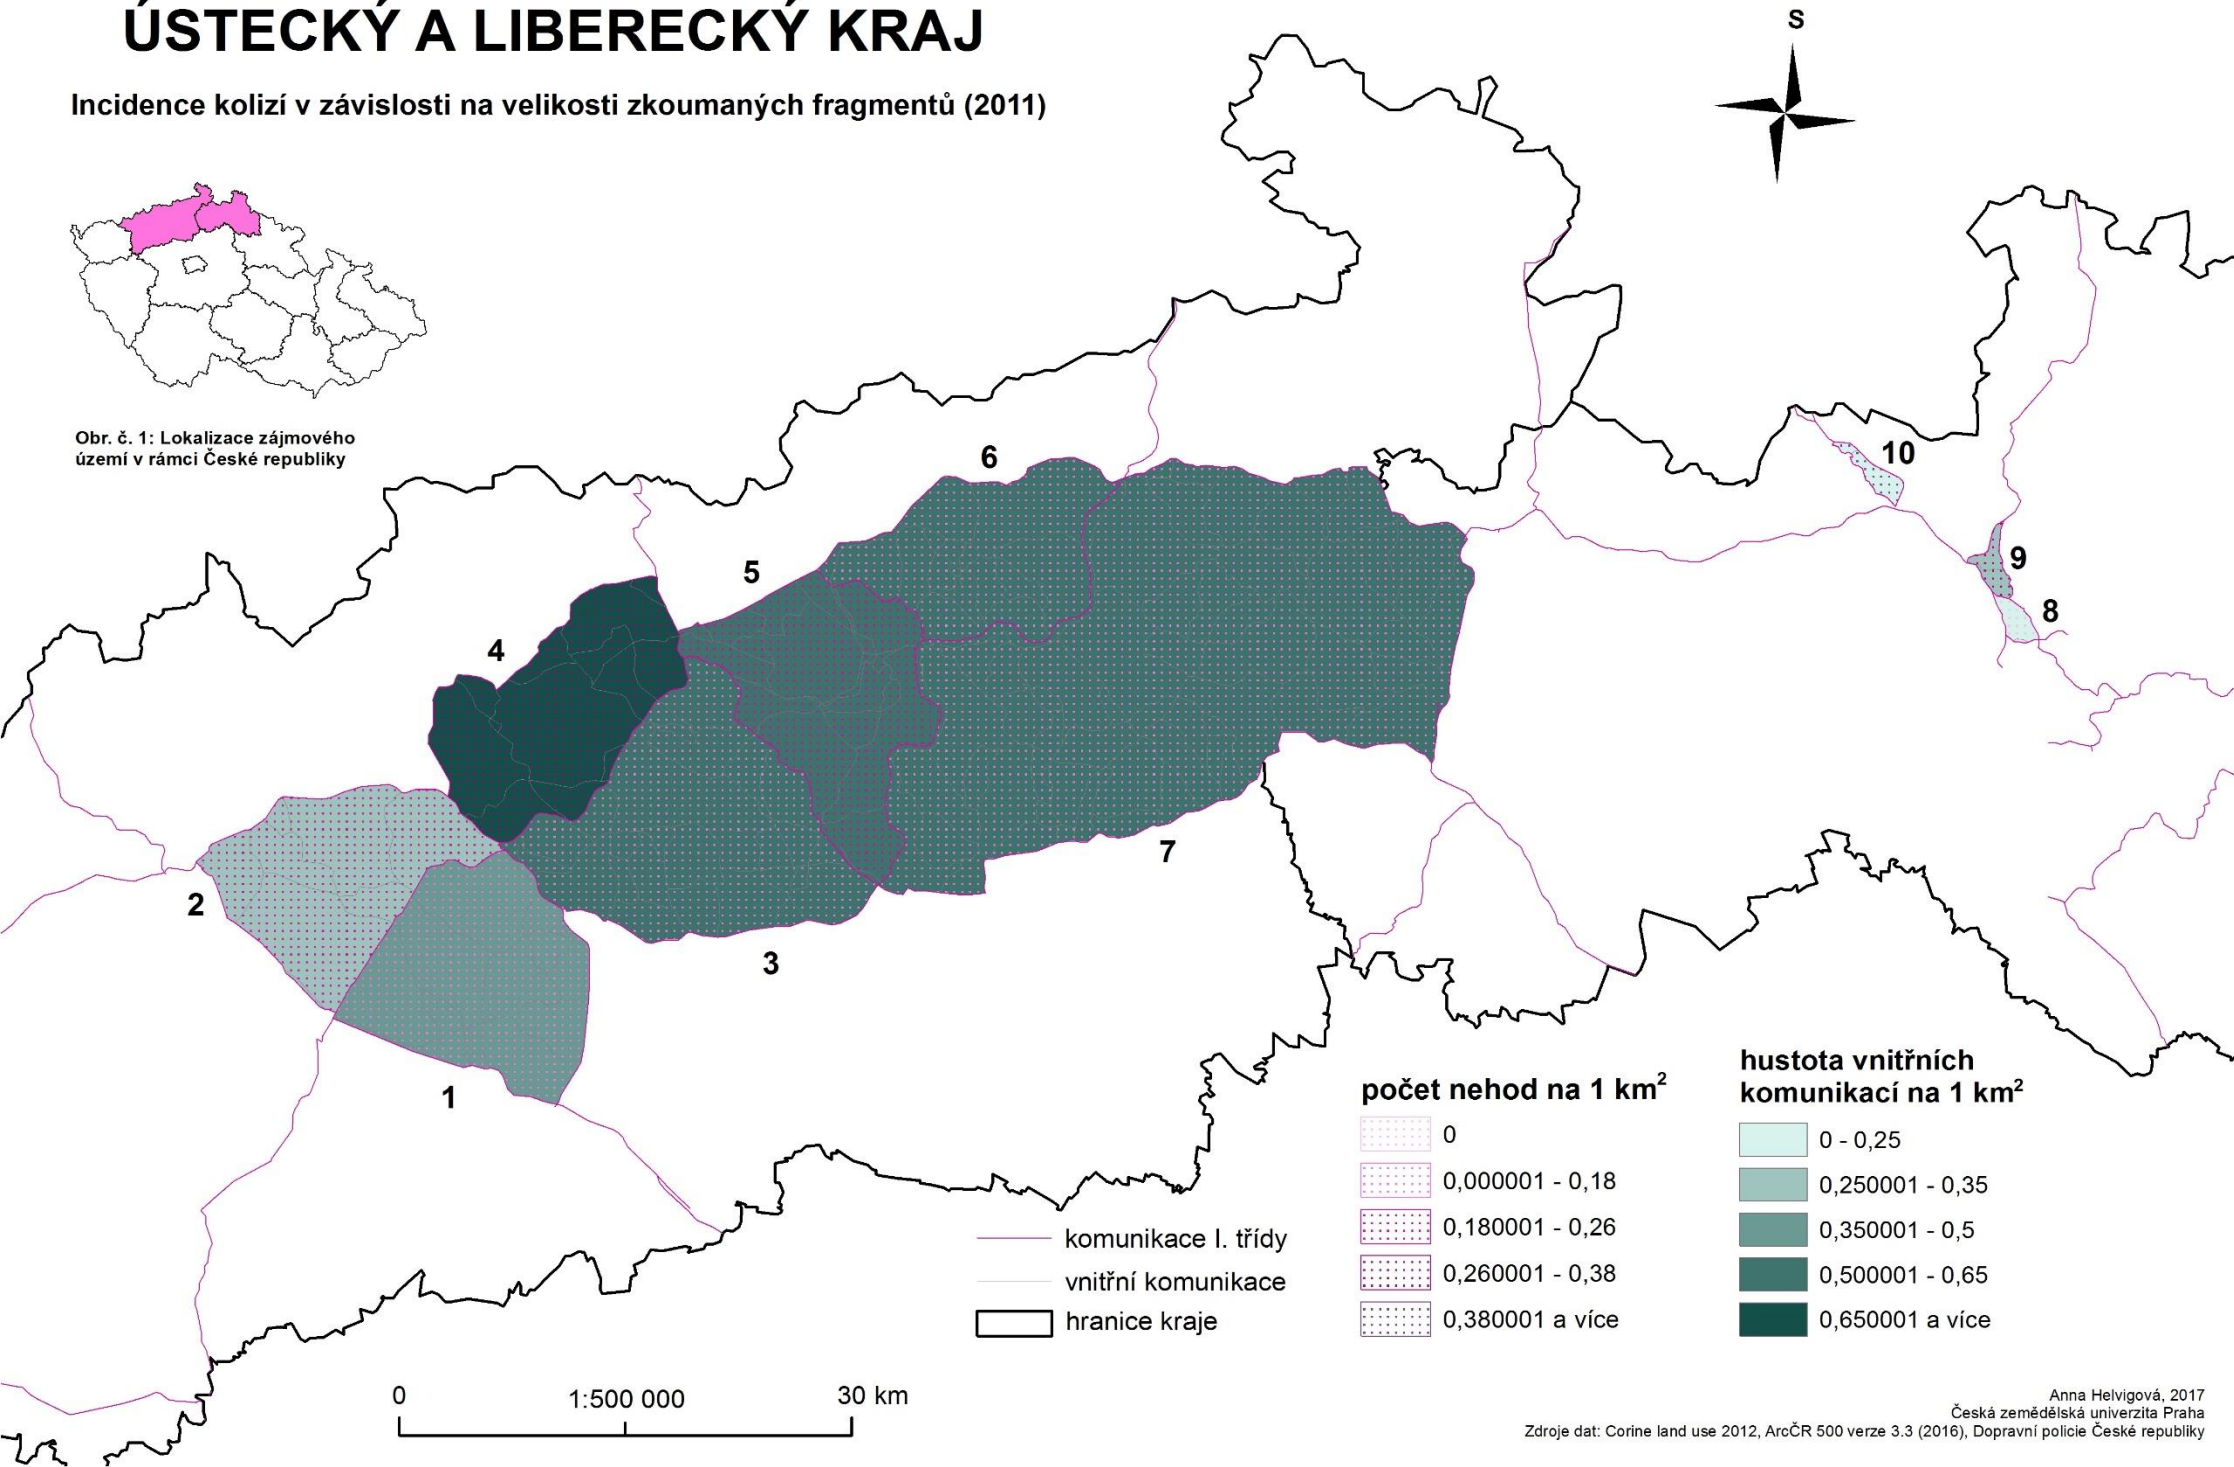 ÚSTECKÝ A LIBERECKÝ KRAJ
Incidence kolizí v závislosti na velikosti zkoumaných fragmentů (2011)
S
Obr. č. 1: Lokalizace zájmového
území v rámci České republiky
6
10
5
9
8
4
7
2
3
1
komunikace I. třídy
vnitřní komunikace
hranice kraje
počet nehod na 1 km²
0
0,000001 - 0,18
0,180001 - 0,26
0,260001 - 0,38
0,380001 a více
hustota vnitřních
komunikací na 1 km²
0 - 0,25
0,250001 - 0,35
0,350001 - 0,5
0,500001 - 0,65
0,650001 a více
0 1:500 000 30 km
Anna Helvigová, 2017
Česká zemědělská univerzita Praha
Zdroje dat: Corine land use 2012, ArcČR 500 verze 3.3 (2016), Dopravní policie České republiky